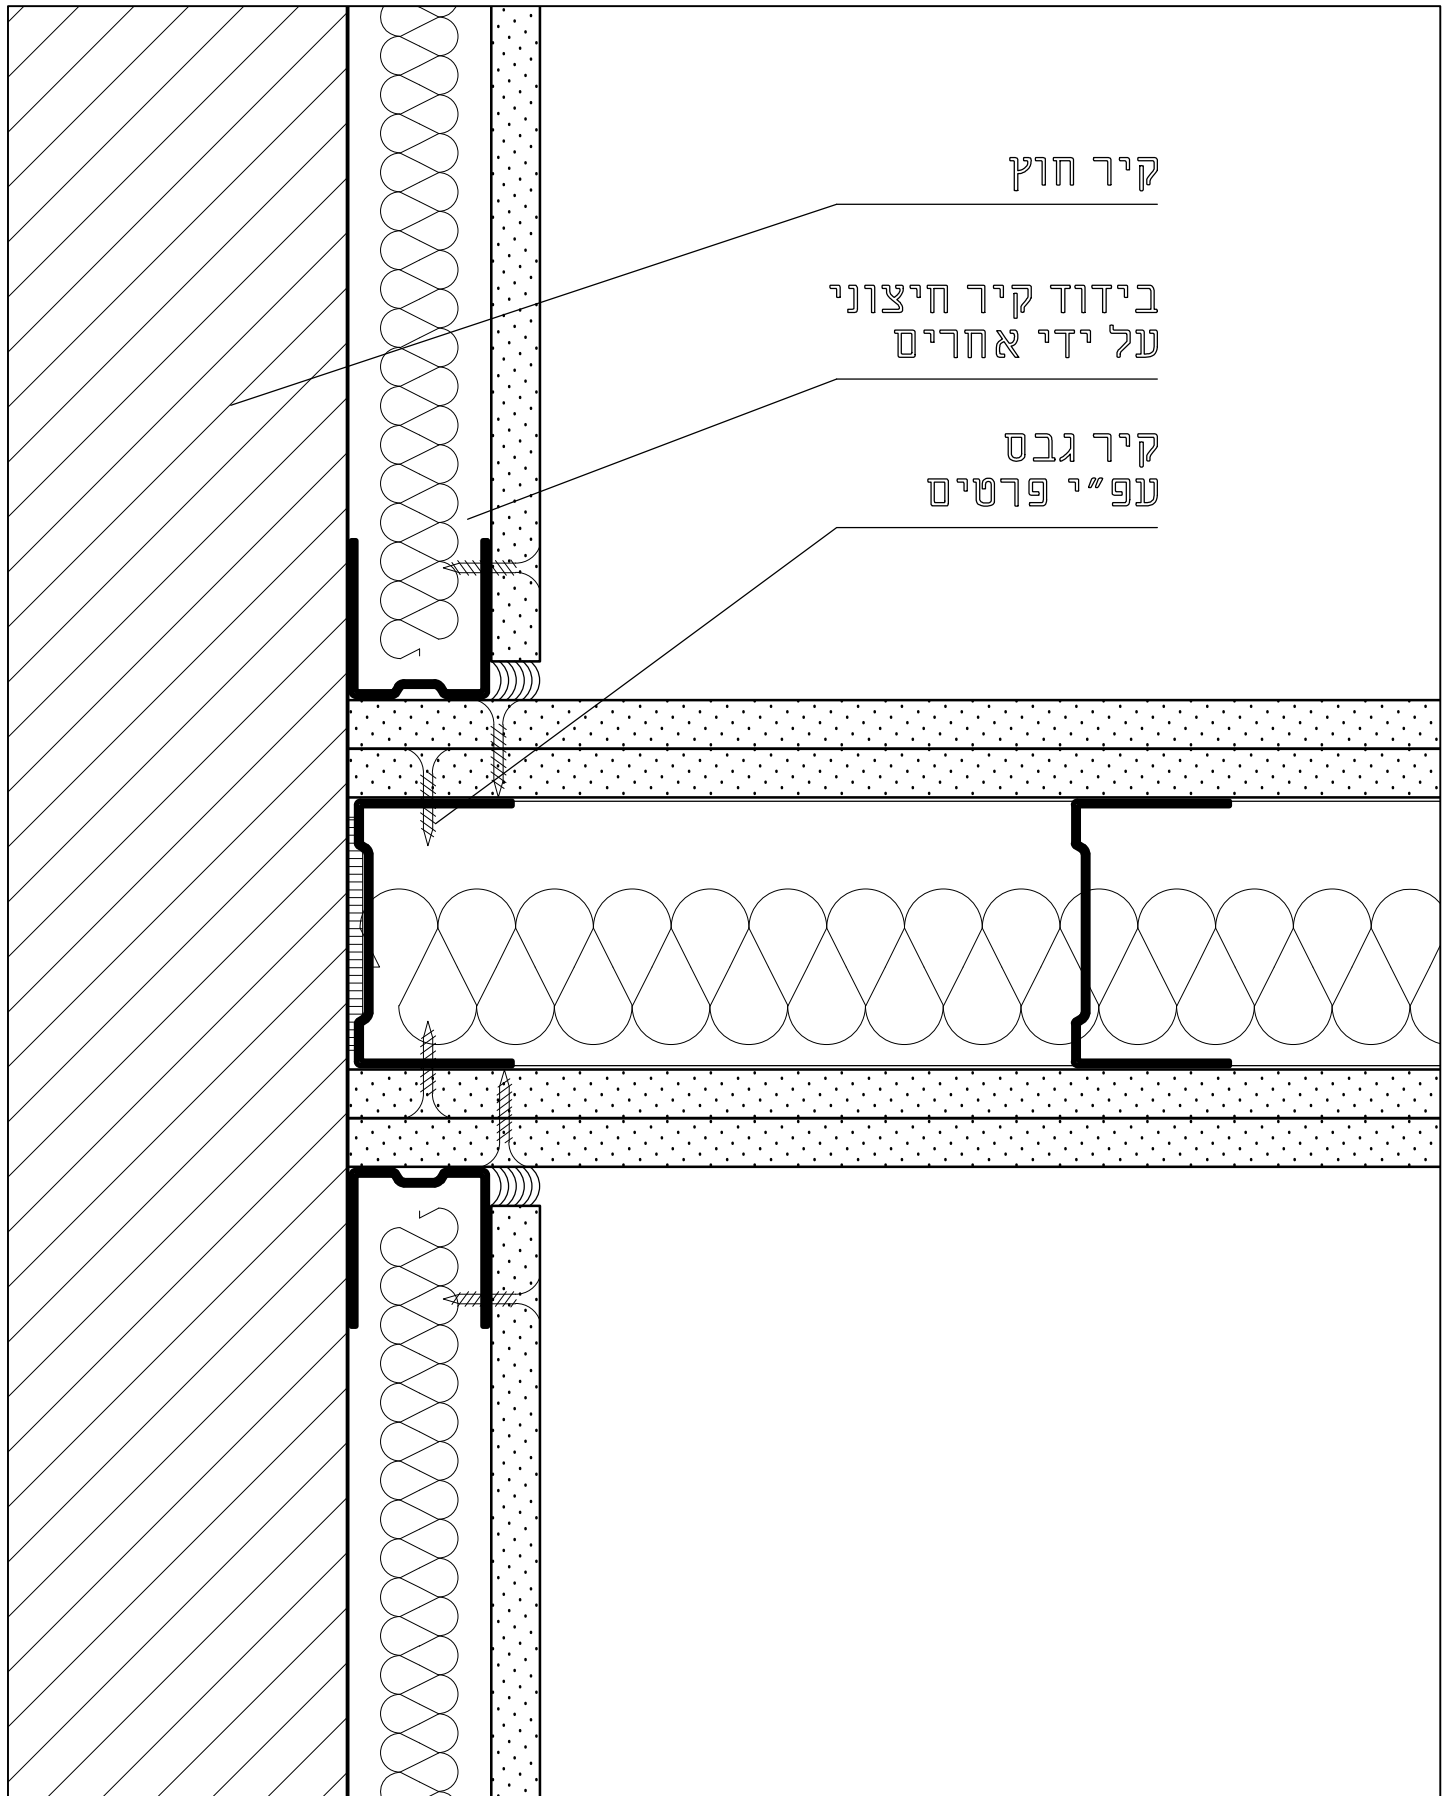 קיר חוץ
בידוד קיר חיצוני
על ידי אחרים
קיר גבס
עפ״י פרטים